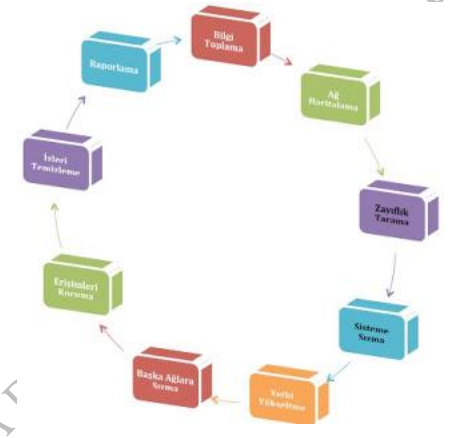 Bilgi
Toplama
Ağ
Haritalama
Zayıflık
Tarama
Sisteme
Sızma
Yetki
Yükseltme
Başka Ağlara
Sızma
Erişimleri
Koruma
İzleri
Temizleme
Raporlama